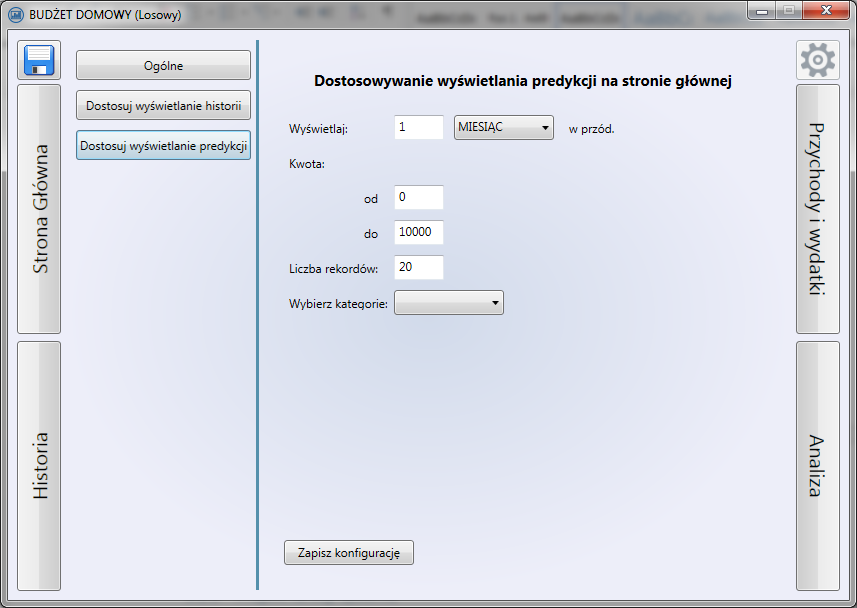 BUDŻET DOMOWY (Losowy)
Ogólne
Dostosuj wyświetlanie historii
Dostosuj wyświetlanie predykcji
Strona Główna
Historia
Dostosowywanie wyświetlania predykcji na stronie głównej
Wyświetlaj: 1 MIESIĄC w przód.
Kwota:
od 0
do 10000
Liczba rekordów: 20
Wybierz kategorie:
Zapisz konfigurację
Przychody i wydatki
Analiza